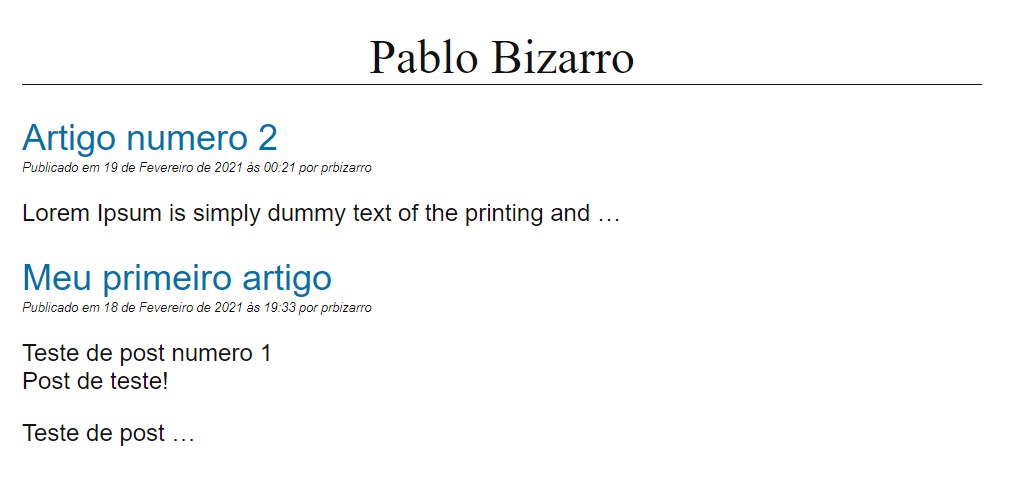 Pablo Bizarro
Artigo numero 2
Publicado em 19 de Fevereiro de 2021 às 00:21 por prbizarro
Lorem Ipsum is simply dummy text of the printing and …
Meu primeiro artigo
Publicado em 18 de Fevereiro de 2021 às 19:33 por prbizarro
Teste de post numero 1
Post de teste!
Teste de post …